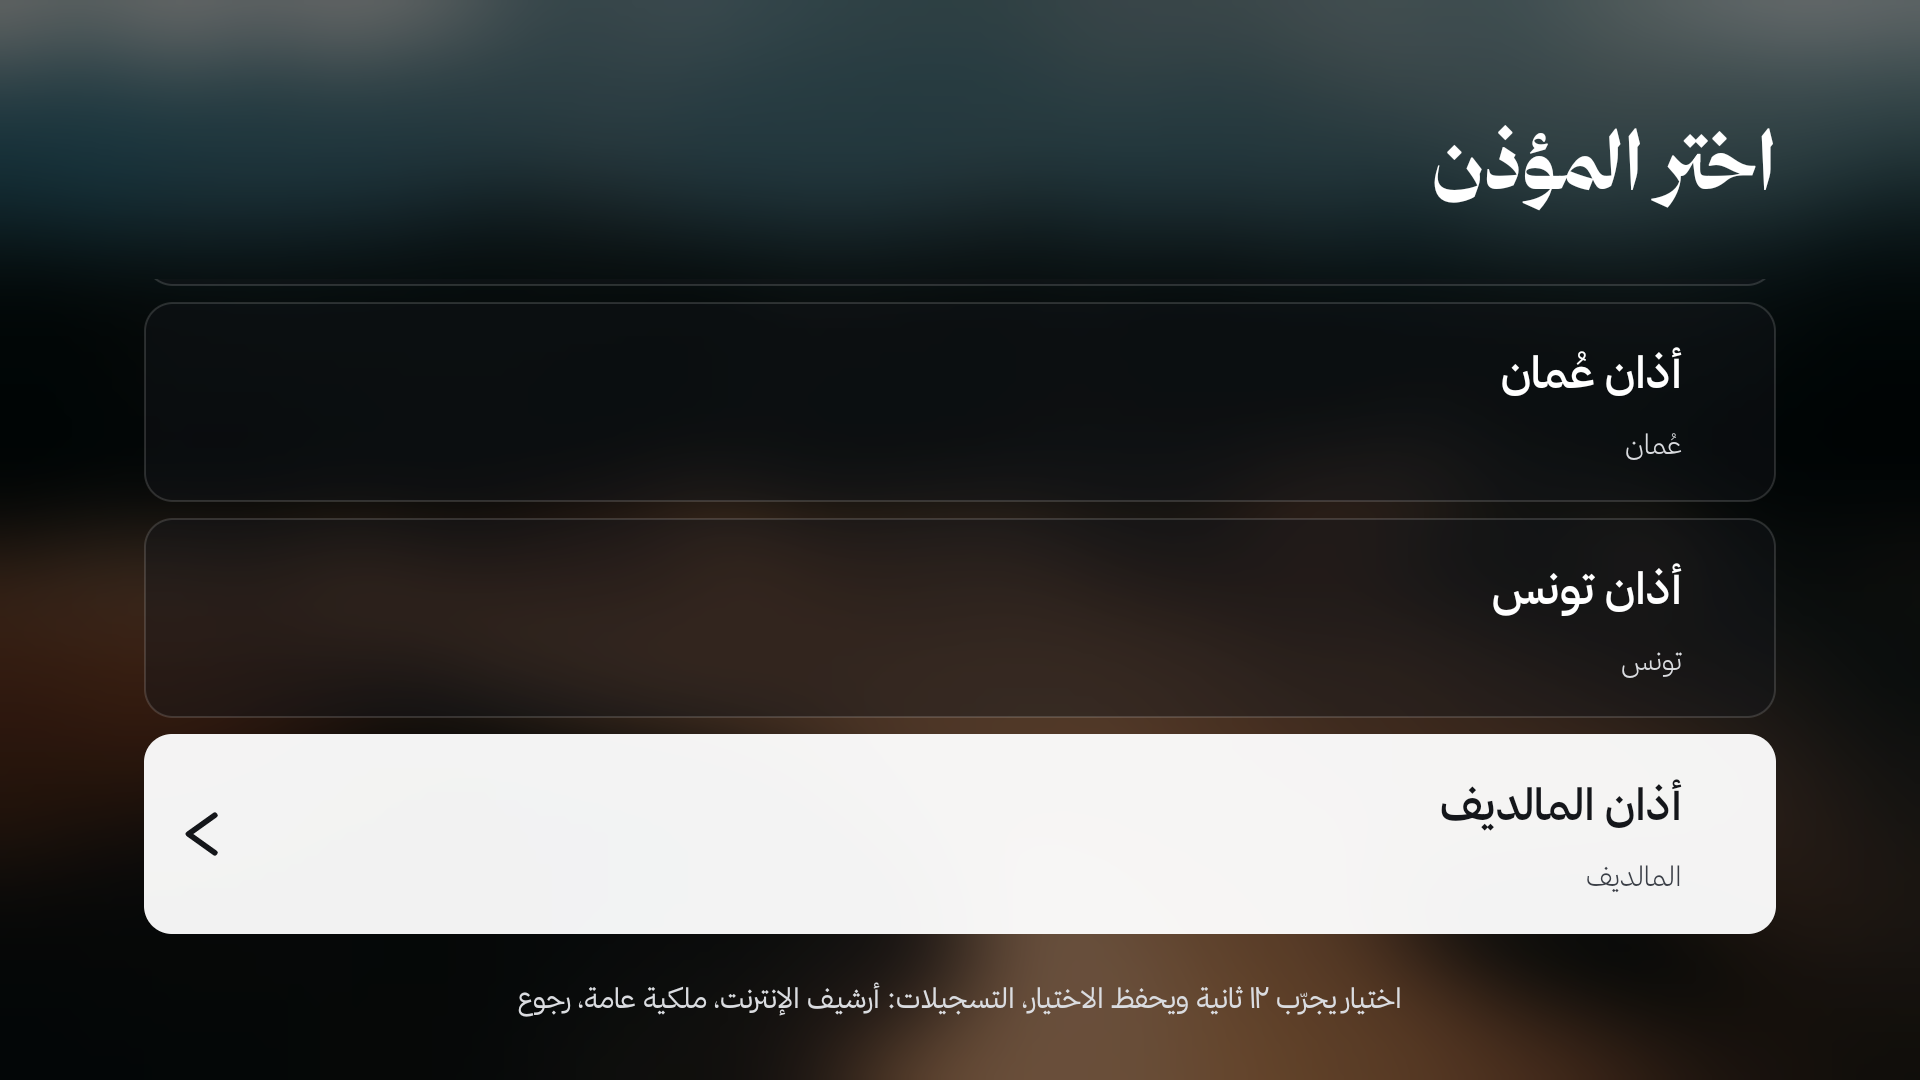 اختر المؤذن
أذان عُمان
عُمان
أذان تونس
تونس
أذان المالديف
المالديف
اختيار يجرّب ١٢ ثانية ويحفظ الاختيار، التسجيلات: أرشيف الإنترنت، ملكية عامة، رجوع